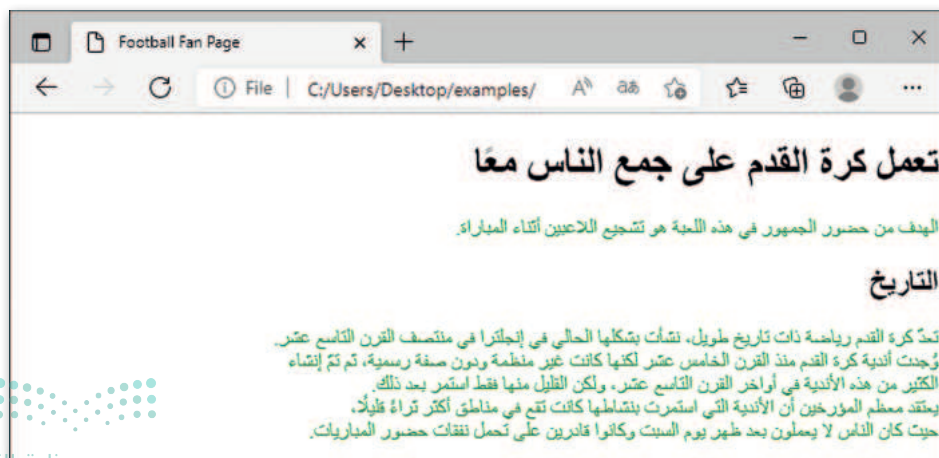 Football Fan Page
File | C:/Users/Desktop/examples/
تعمل كرة القدم على جمع الناس معًا
الهدف من حضور الجمهور في هذه اللعبة هو تشجيع اللاعبين أثناء المباراة.
التاريخ
تعدّ كرة القدم رياضة ذات تاريخ طويل، نشأت بشكلها الحالي في إنجلترا في منتصف القرن التاسع عشر.
وُجدت أندية كرة القدم منذ القرن الخامس عشر لكنها كانت غير منظمة ودون صفة رسمية، ثم تمّ إنشاء
الكثير من هذه الأندية في أواخر القرن التاسع عشر، ولكن القليل منها فقط استمر بعد ذلك.
يعتقد معظم المؤرخين أن الأندية التي استمرت بنشاطها كانت تقع في مناطق أكثر ثراءً قليلًا،
حيث كان الناس لا يعملون بعد ظهر يوم السبت وكانوا قادرين على تحمل نفقات حضور المباريات.